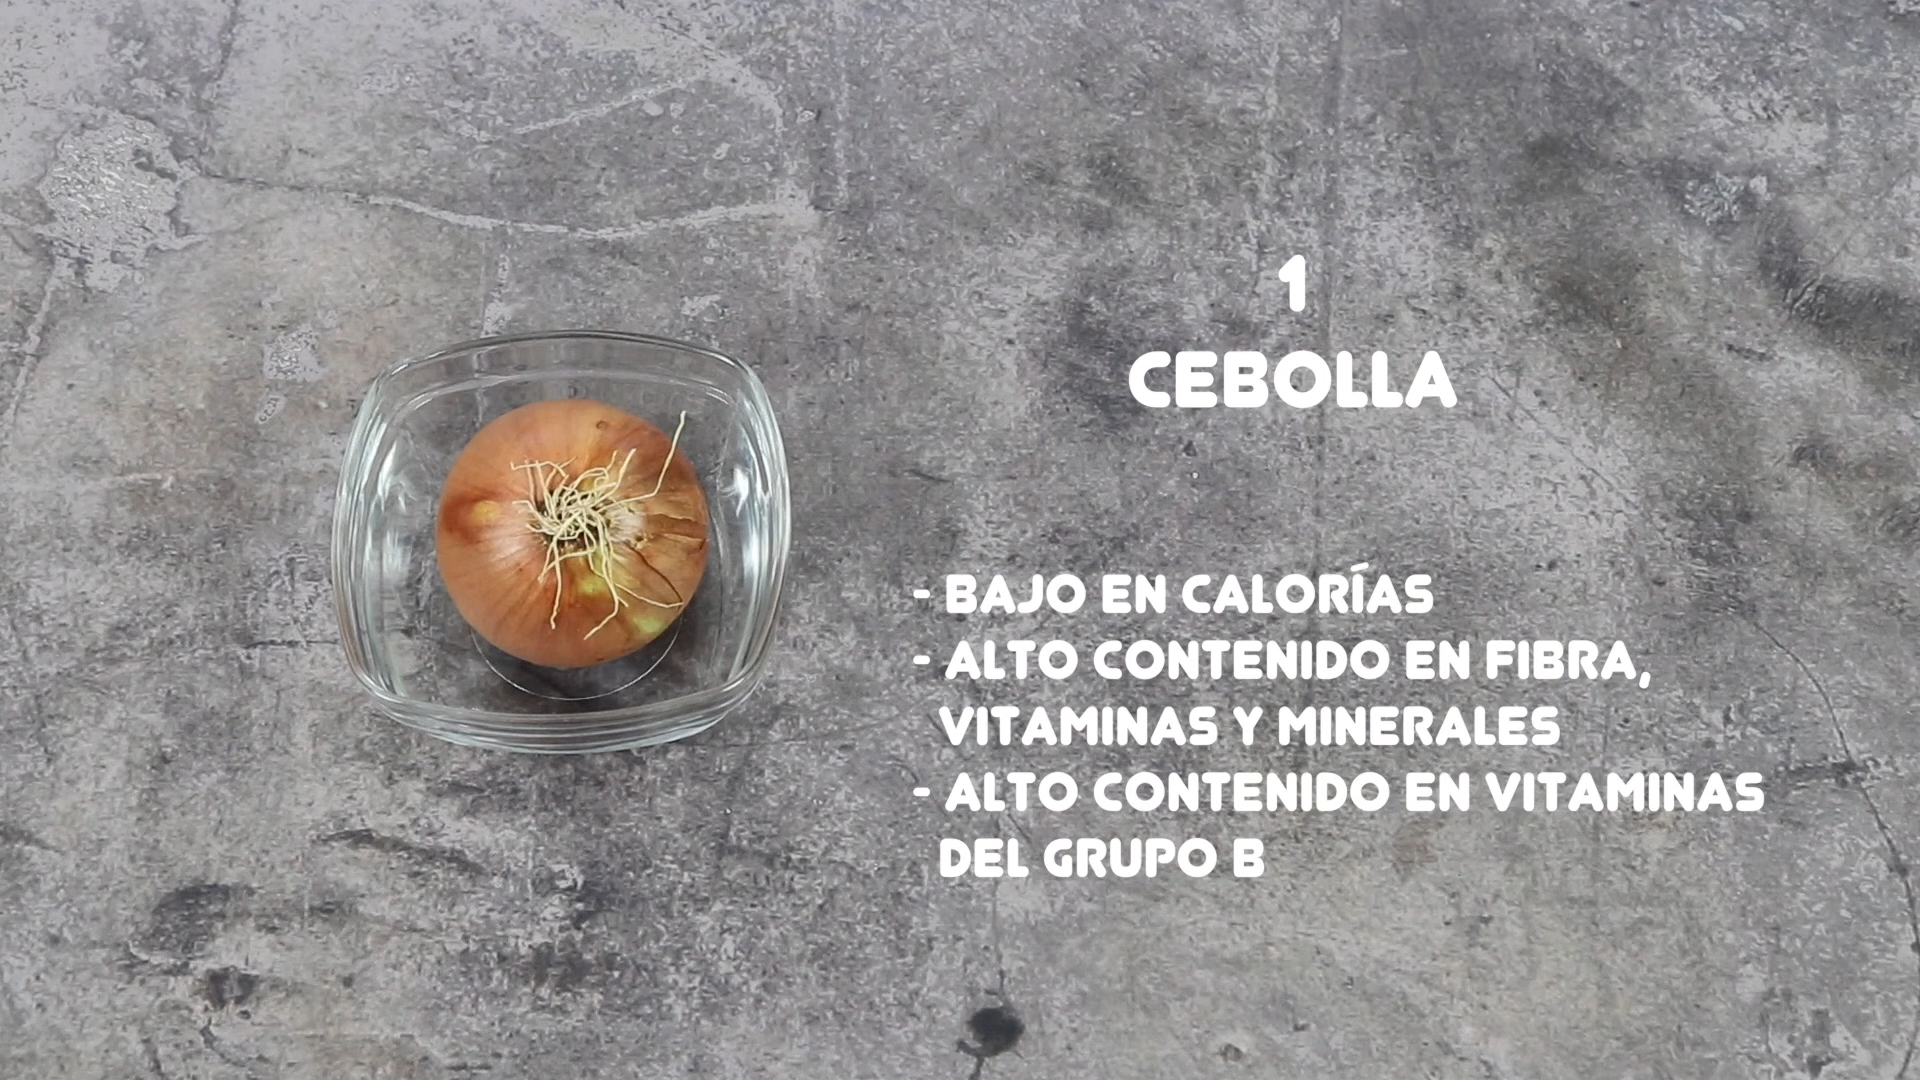 1
CEBOLLA
- BAJO EN CALORÍAS
- ALTO CONTENIDO EN FIBRA,
VITAMINAS Y MINERALES
- ALTO CONTENIDO EN VITAMINAS
DEL GRUPO B